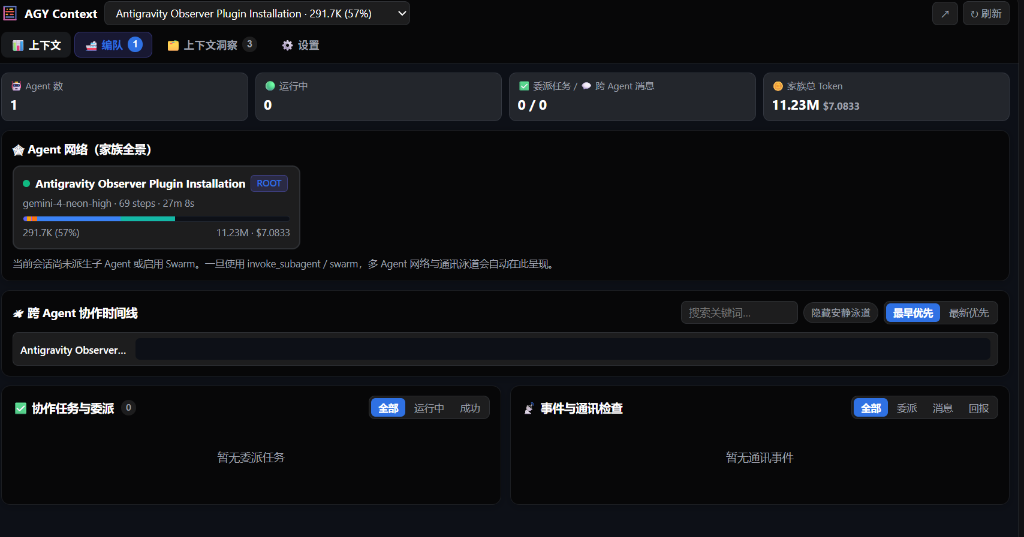 AGY Context
Antigravity Observer Plugin Installation · 291.7K (57%)
↗
↻ 刷新
上下文
编队 1
上下文洞察 3
设置
Agent 数
1
运行中
0
委派任务 / 跨 Agent 消息
0 / 0
家族总 Token
11.23M $7.0833
Agent 网络（家族全景）
Antigravity Observer Plugin Installation ROOT
gemini-4-neon-high · 69 steps · 27m 8s
291.7K (57%) 11.23M · $7.0833
当前会话尚未派生子 Agent 或启用 Swarm。一旦使用 invoke_subagent / swarm，多 Agent 网络与通讯泳道会自动在此呈现。
跨 Agent 协作时间线
搜索关键词...
隐藏安静泳道
最早优先 最新优先
Antigravity Observer...
协作任务与委派 0
全部 运行中 成功
暂无委派任务
事件与通讯检查
全部 委派 消息 回报
暂无通讯事件